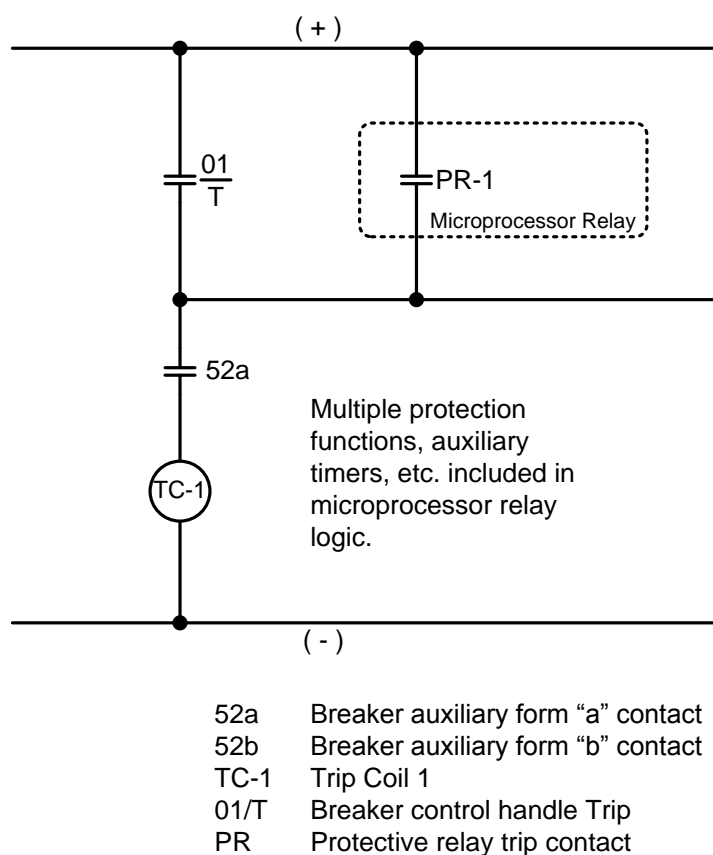 ( + )
01
T
PR-1
Microprocessor Relay
52a
Multiple protection
functions, auxiliary
timers, etc. included in
microprocessor relay
logic.
TC-1
( - )
52a Breaker auxiliary form “a” contact
52b Breaker auxiliary form “b” contact
TC-1 Trip Coil 1
01/T Breaker control handle Trip
PR Protective relay trip contact